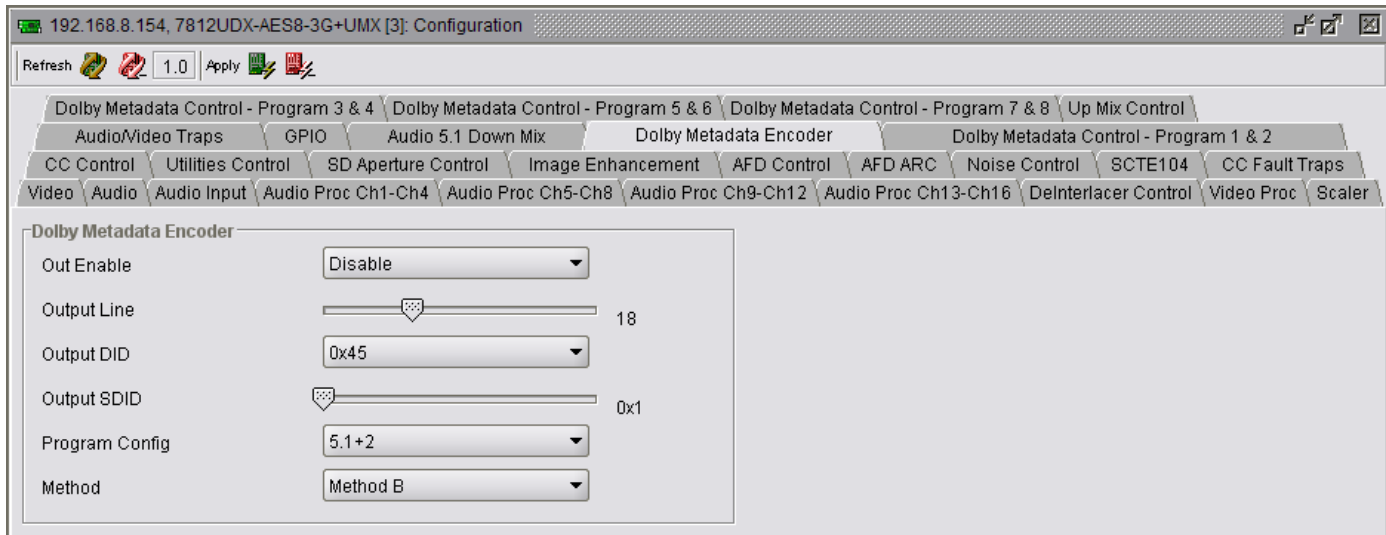 192.168.8.154, 7812UDX-AES8-3G+UMX [3]: Configuration
Refresh 1.0 Apply
Dolby Metadata Control - Program 3 & 4 Dolby Metadata Control - Program 5 & 6 Dolby Metadata Control - Program 7 & 8 Up Mix Control
Audio/Video Traps GPIO Audio 5.1 Down Mix Dolby Metadata Encoder Dolby Metadata Control - Program 1 & 2
CC Control Utilities Control SD Aperture Control Image Enhancement AFD Control AFD ARC Noise Control SCTE104 CC Fault Traps
Video Audio Audio Input Audio Proc Ch1-Ch4 Audio Proc Ch5-Ch8 Audio Proc Ch9-Ch12 Audio Proc Ch13-Ch16 DeInterlacer Control Video Proc Scaler
Dolby Metadata Encoder
Out Enable Disable
Output Line 18
Output DID 0x45
Output SDID 0x1
Program Config 5.1+2
Method Method B